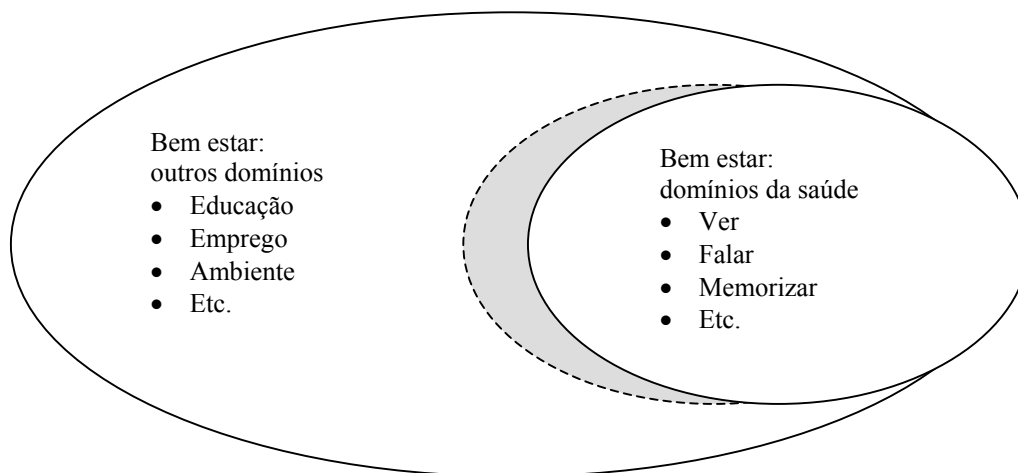 Bem estar:
outros domínios
• Educação
• Emprego
• Ambiente
• Etc.
Bem estar:
domínios da saúde
• Ver
• Falar
• Memorizar
• Etc.